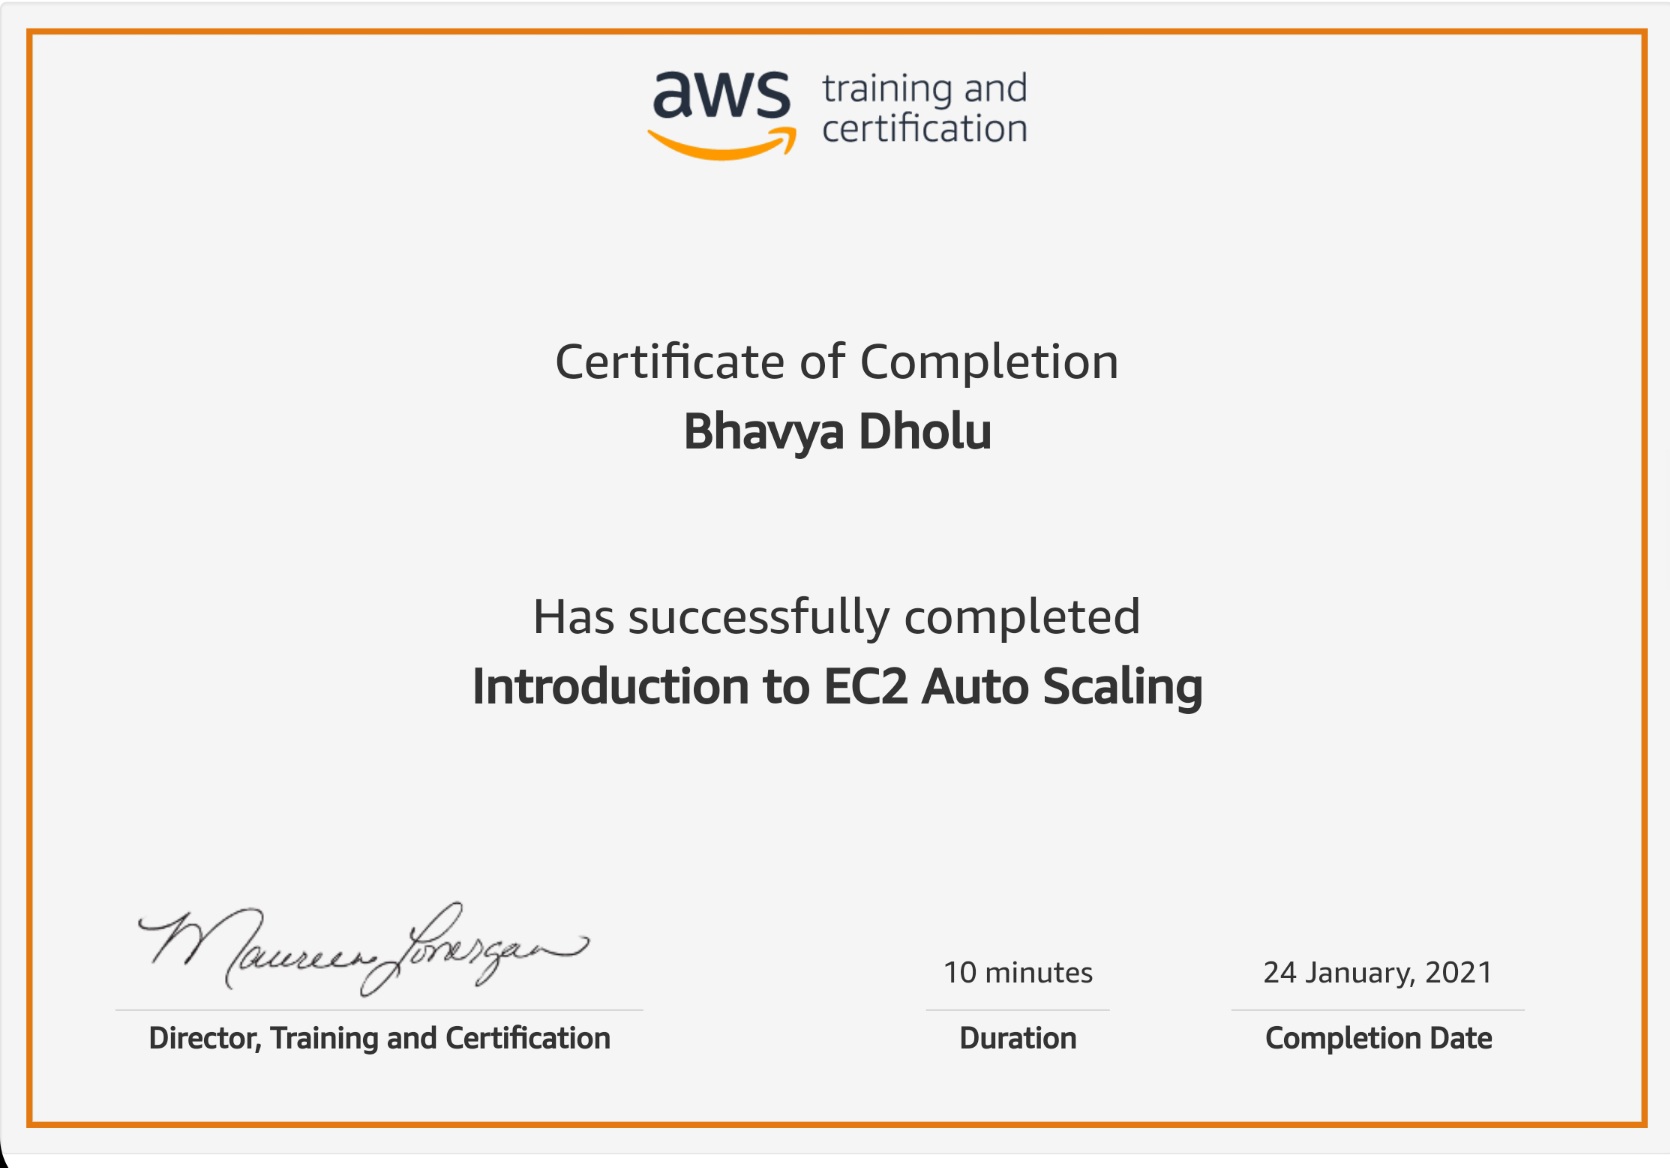 aws training and
certification
Certificate of Completion
Bhavya Dholu
Has successfully completed
Introduction to EC2 Auto Scaling
Maureen Lonergan
Director, Training and Certification
10 minutes
Duration
24 January, 2021
Completion Date